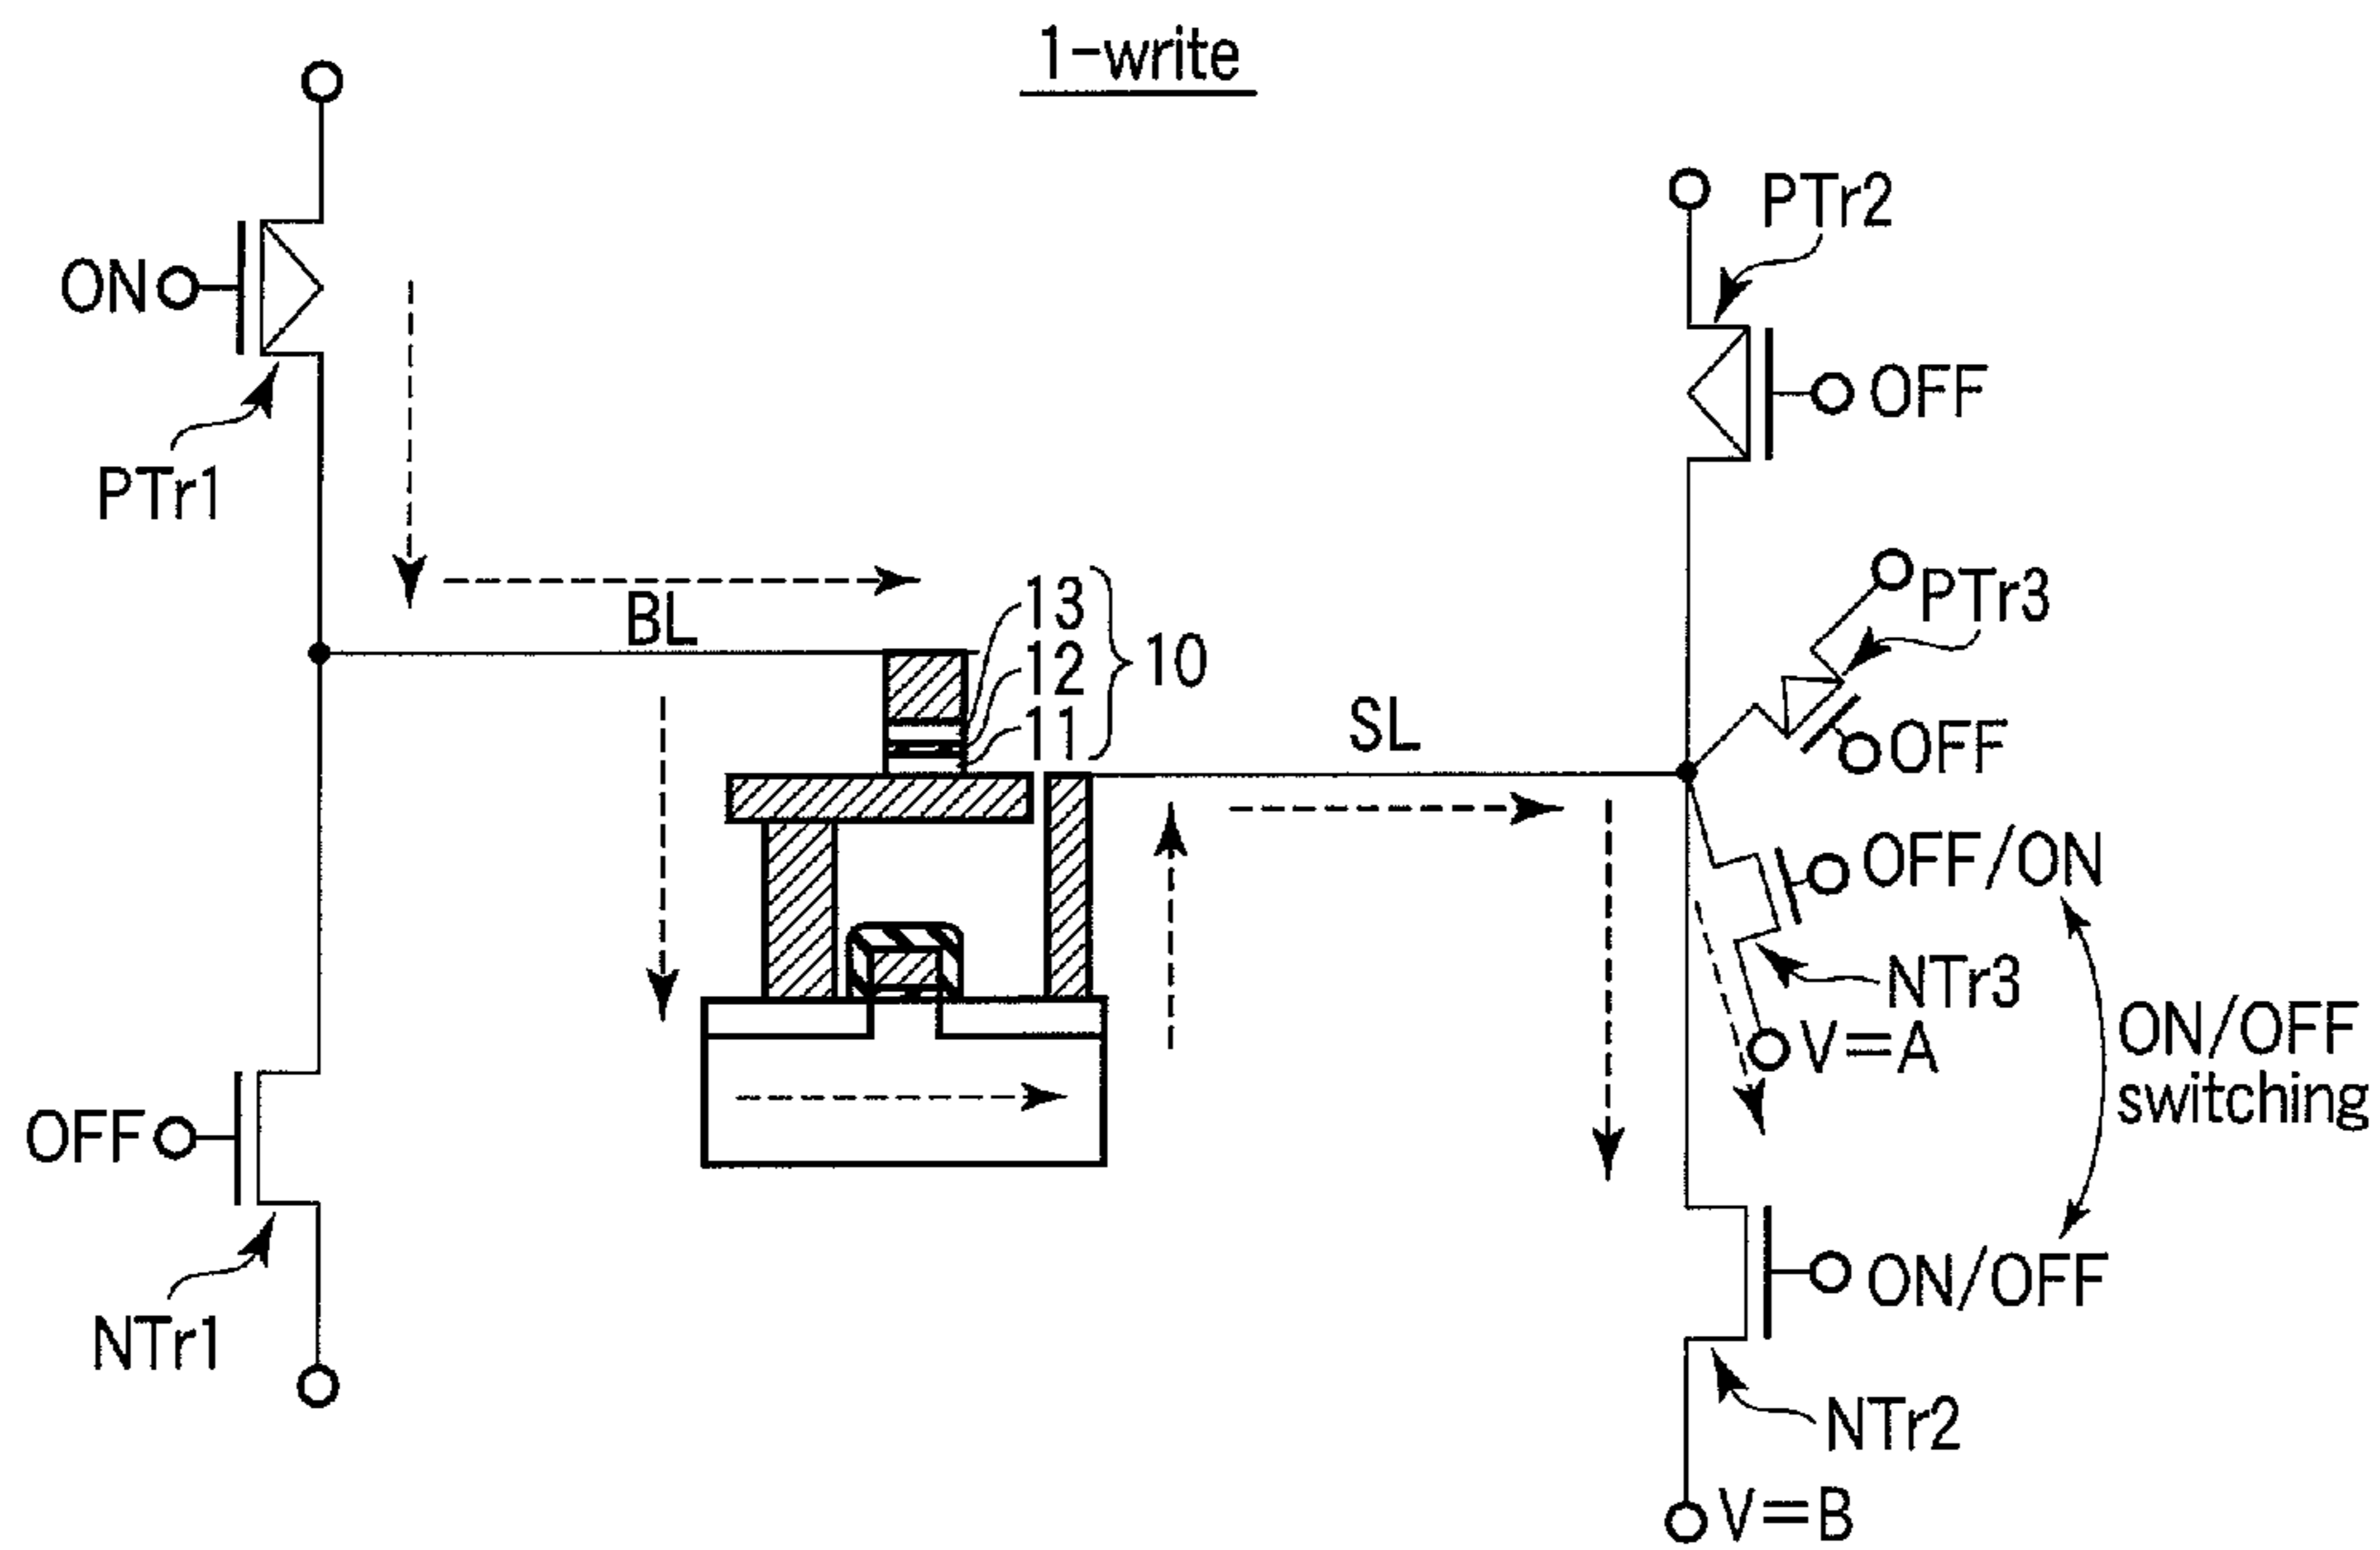 1-write
PTr2
ON
OFF
PTr1
PTr3
BL
13
12
10
11
SL
OFF
OFF/ON
NTr3
V=A
ON/OFF
switching
OFF
ON/OFF
NTr1
NTr2
V=B